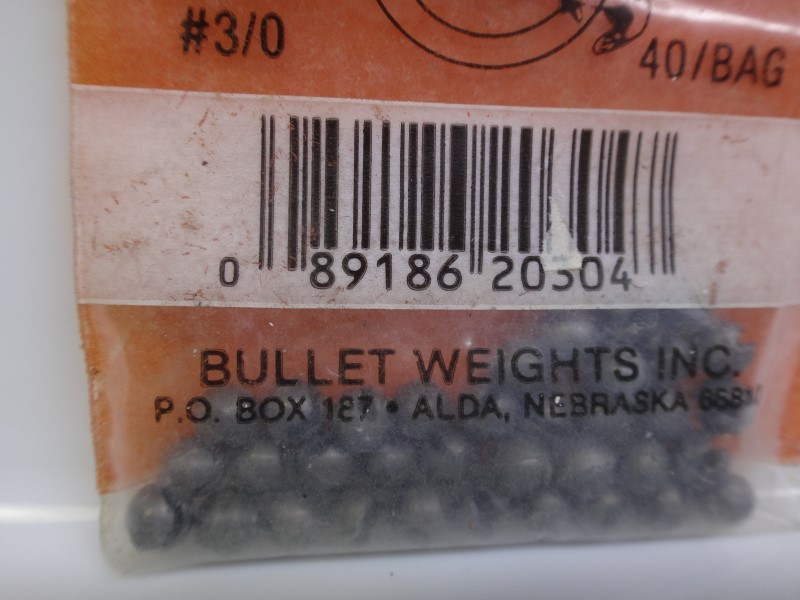 #3/0
40/BAG
0 89186 20304
BULLET WEIGHTS INC.
P.O. BOX 187 • ALDA, NEBRASKA